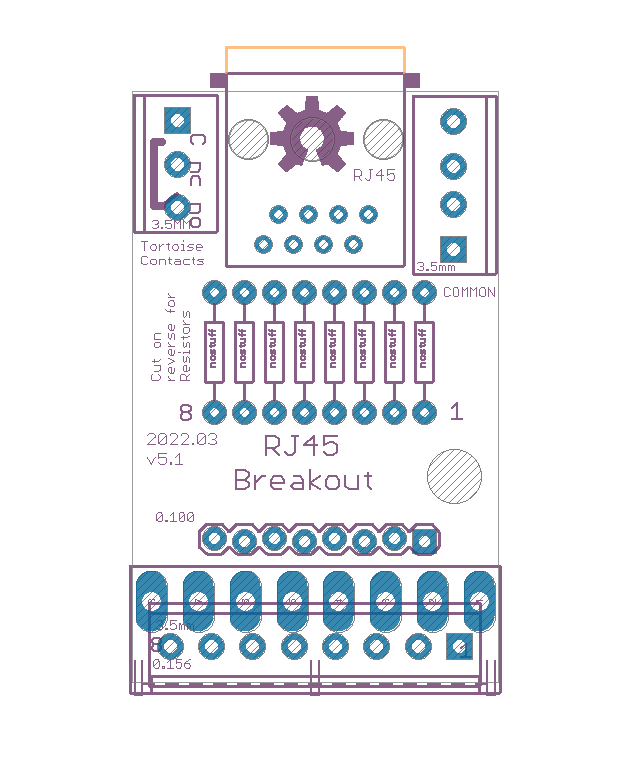 C
NC
NO
3.5MM
Tortoise
Contacts
RJ45
3.5mm
COMMON
Cut on
reverse for
Resistors
nostuff
nostuff
nostuff
nostuff
nostuff
nostuff
nostuff
nostuff
8
1
2022.03
v5.1
RJ45
Breakout
0.100
3.5mm
8
1
0.156